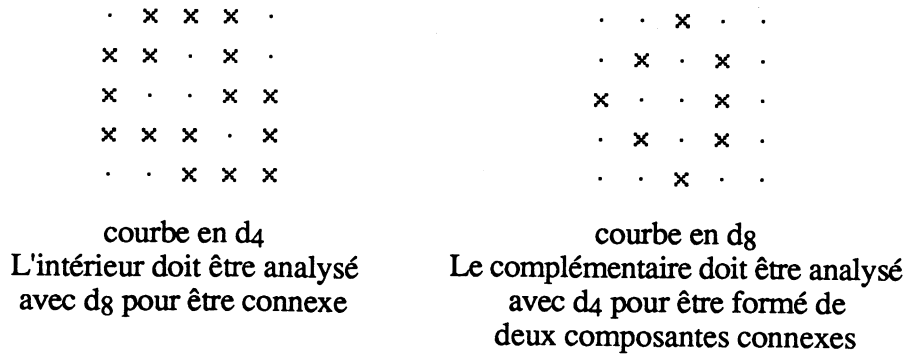 · × × × ·
× × · × ·
× · · × ×
× × × · ×
· · × × ×
courbe en d4
L'intérieur doit être analysé
avec d8 pour être connexe
· · × · ·
· × · × ·
× · · × ·
· × · × ·
· · × · ·
courbe en d8
Le complémentaire doit être analysé
avec d4 pour être formé de
deux composantes connexes